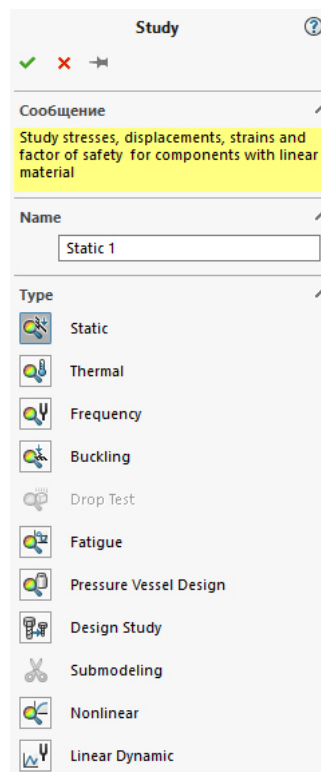 Study
Сообщение
Study stresses, displacements, strains and
factor of safety for components with linear
material
Name
Static 1
Type
Static
Thermal
Frequency
Buckling
Drop Test
Fatigue
Pressure Vessel Design
Design Study
Submodeling
Nonlinear
Linear Dynamic